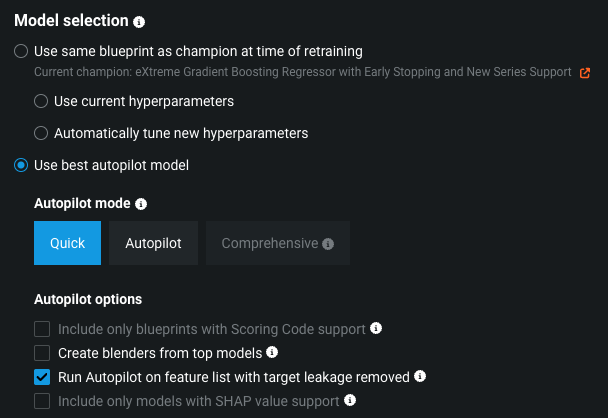 Model selection
Use same blueprint as champion at time of retraining
Current champion: eXtreme Gradient Boosting Regressor with Early Stopping and New Series Support
Use current hyperparameters
Automatically tune new hyperparameters
Use best autopilot model
Autopilot mode
Quick Autopilot Comprehensive
Autopilot options
Include only blueprints with Scoring Code support
Create blenders from top models
Run Autopilot on feature list with target leakage removed
Include only models with SHAP value support